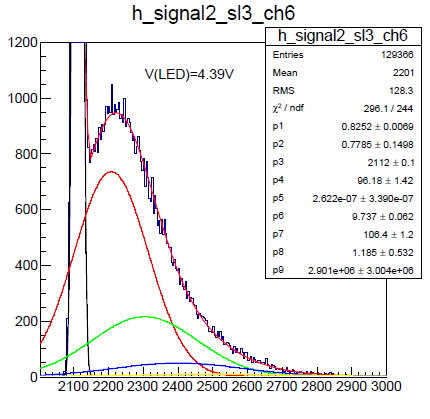 h_signal2_sl3_ch6
h_signal2_sl3_ch6
Entries 129366
Mean 2201
RMS 128.3
χ² / ndf 296.1 / 244
p1 0.8252 ± 0.0069
p2 0.7785 ± 0.1498
p3 2112 ± 0.1
p4 96.18 ± 1.42
p5 2.622e-07 ± 3.390e-07
p6 9.737 ± 0.062
p7 106.4 ± 1.2
p8 1.185 ± 0.532
p9 2.901e+06 ± 3.004e+06
V(LED)=4.39V
1200
1000
800
600
400
200
0
2100 2200 2300 2400 2500 2600 2700 2800 2900 3000